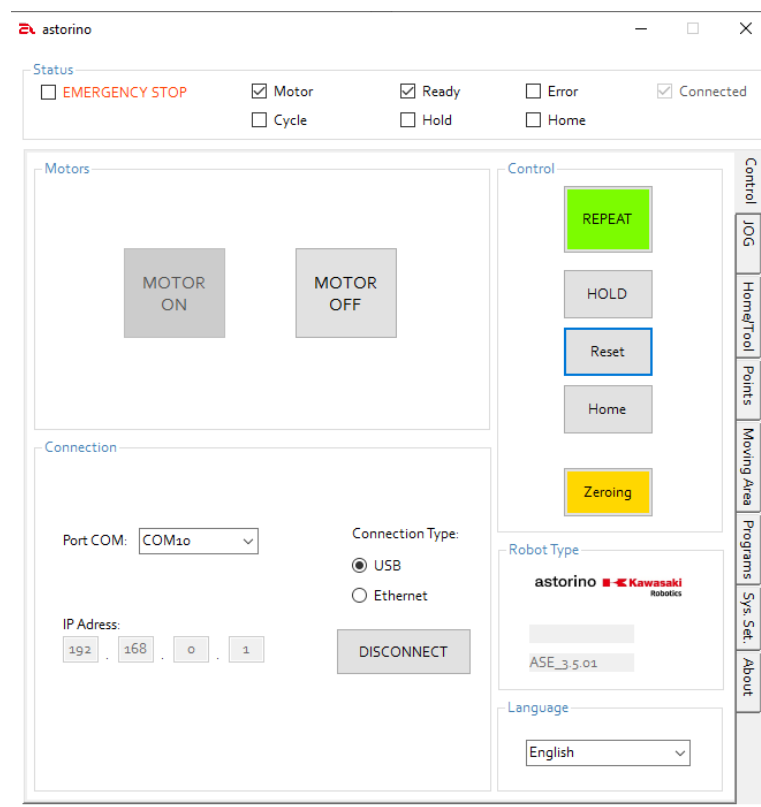 astorino
Status
EMERGENCY STOP
Motor
Ready
Error
Connected
Cycle
Hold
Home
Motors
MOTOR
ON
MOTOR
OFF
Control
REPEAT
HOLD
Reset
Home
Zeroing
Connection
Port COM:
COM10
Connection Type:
USB
Ethernet
IP Adress:
192 . 168 . 0 . 1
DISCONNECT
Robot Type
astorino Kawasaki
Robotics
ASE_3.5.01
Language
English
Control
JOG
Home/Tool
Points
Moving Area
Programs
Sys. Set.
About